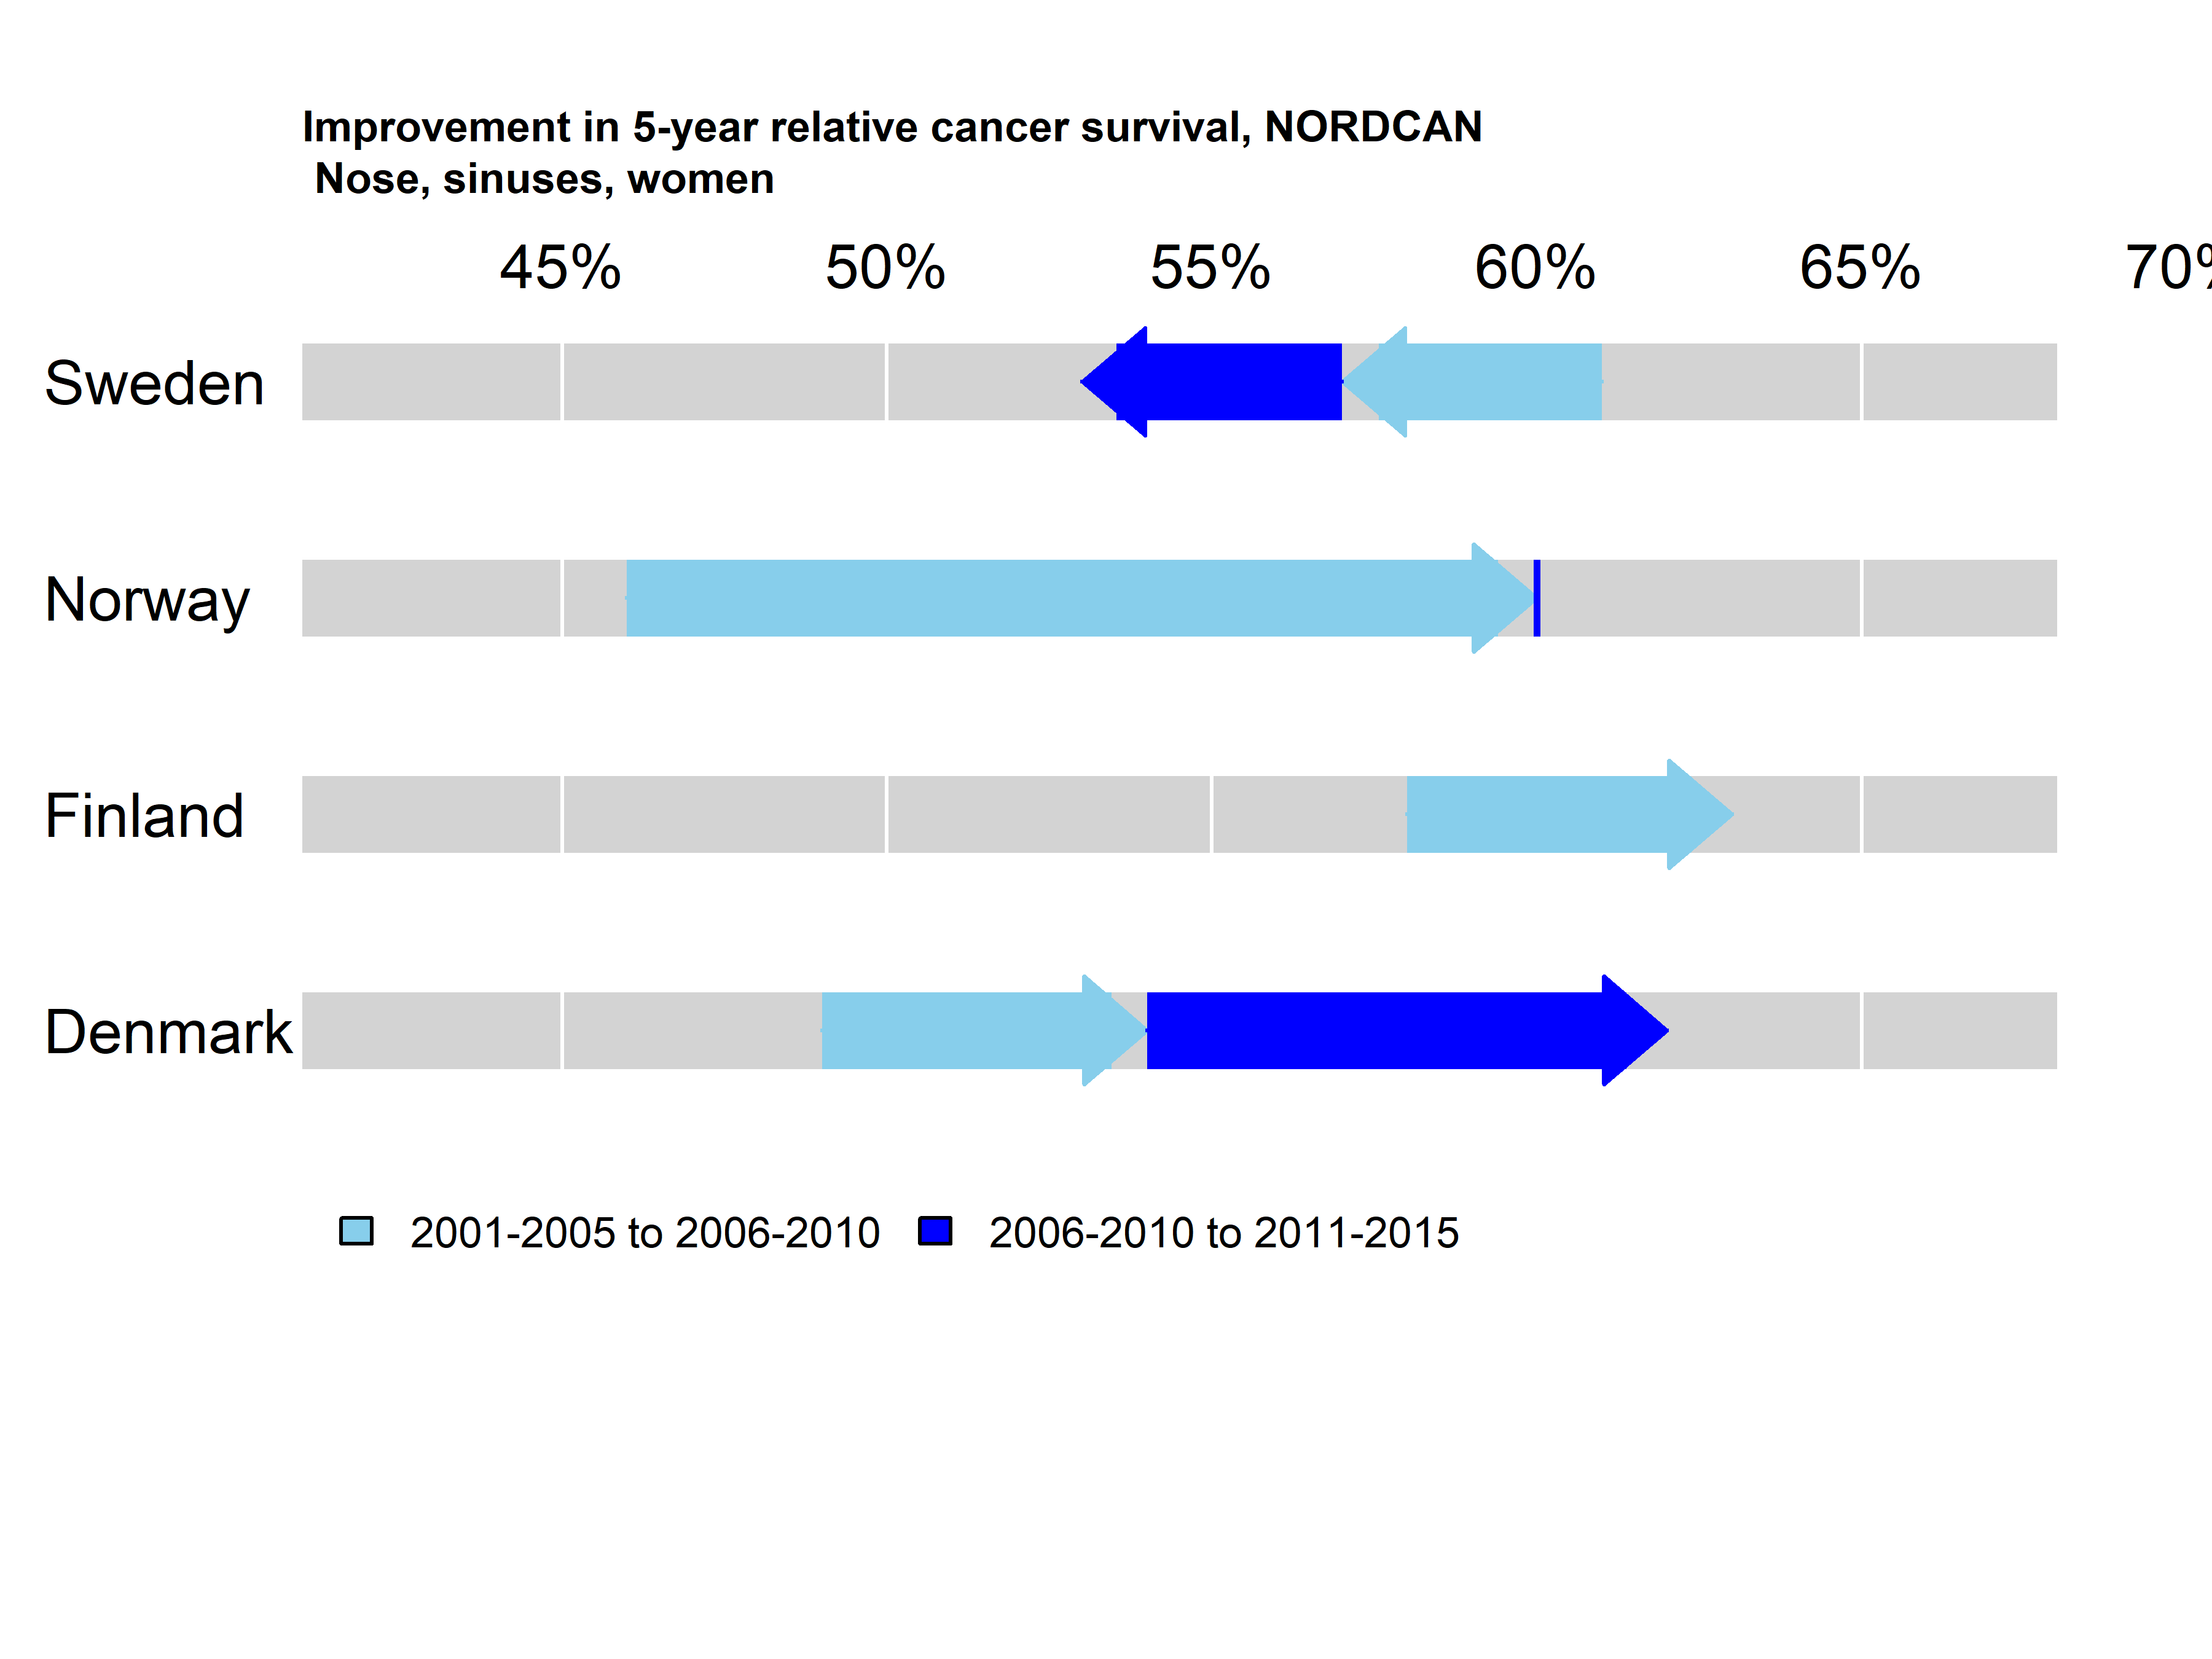 Improvement in 5-year relative cancer survival, NORDCAN
Nose, sinuses, women
45% 50% 55% 60% 65% 70%
Sweden
Norway
Finland
Denmark
2001-2005 to 2006-2010 2006-2010 to 2011-2015